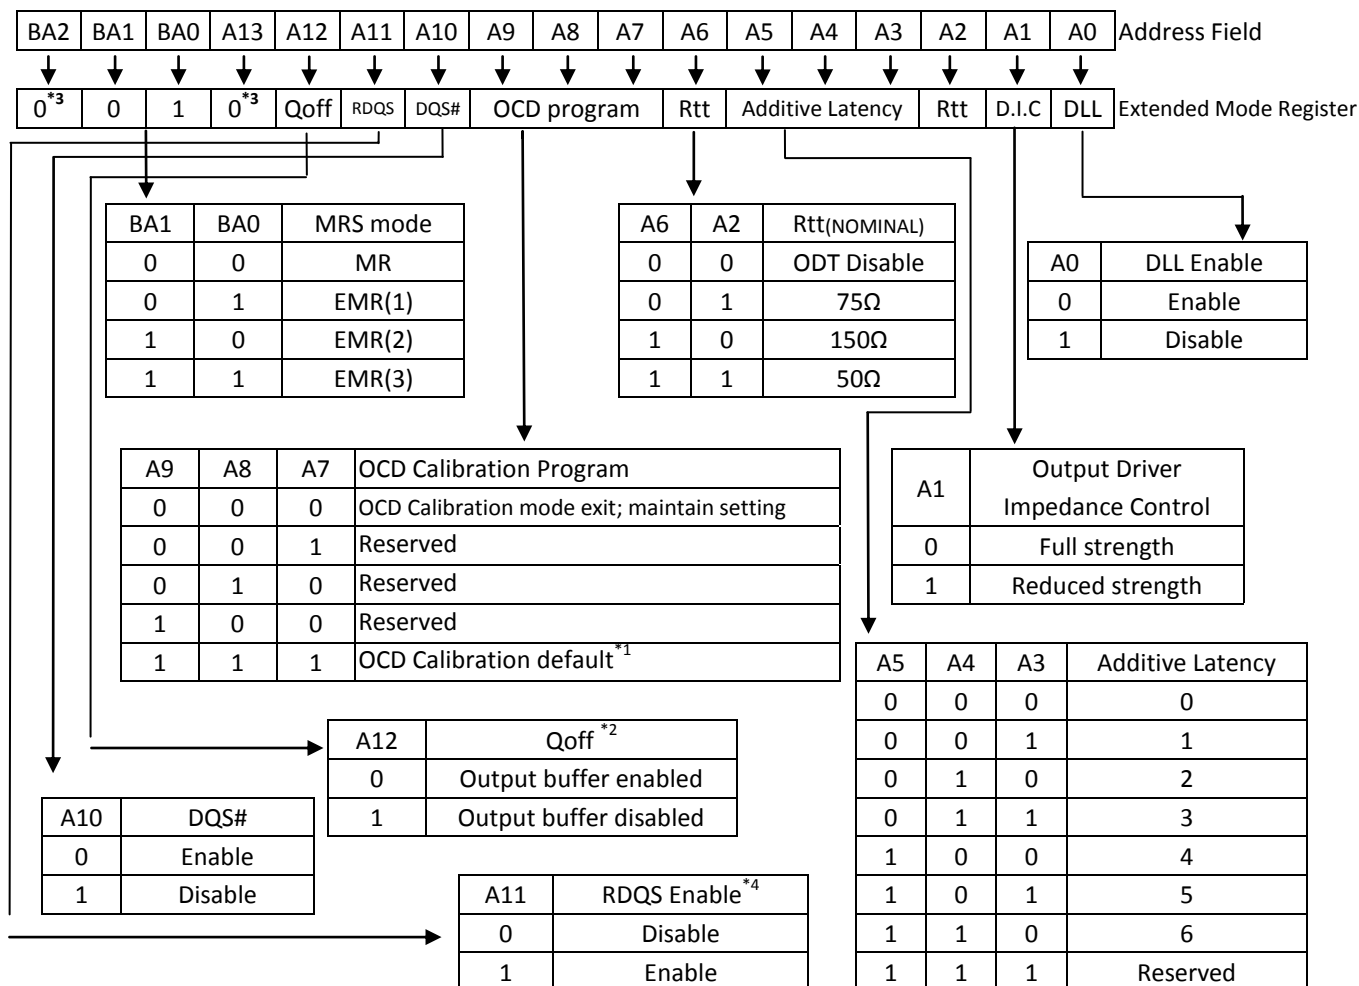 BA2 BA1 BA0 A13 A12 A11 A10 A9 A8 A7 A6 A5 A4 A3 A2 A1 A0 Address Field
0*3 0 1 0*3 Qoff RDQS DQS# OCD program Rtt Additive Latency Rtt D.I.C DLL Extended Mode Register
BA1 BA0 MRS mode
0 0 MR
0 1 EMR(1)
1 0 EMR(2)
1 1 EMR(3)
A6 A2 Rtt(NOMINAL)
0 0 ODT Disable
0 1 75Ω
1 0 150Ω
1 1 50Ω
A0 DLL Enable
0 Enable
1 Disable
A9 A8 A7 OCD Calibration Program
0 0 0 OCD Calibration mode exit; maintain setting
0 0 1 Reserved
0 1 0 Reserved
1 0 0 Reserved
1 1 1 OCD Calibration default*1
A1 Output Driver
Impedance Control
0 Full strength
1 Reduced strength
A5 A4 A3 Additive Latency
0 0 0 0
0 0 1 1
0 1 0 2
0 1 1 3
1 0 0 4
1 0 1 5
1 1 0 6
1 1 1 Reserved
A12 Qoff *2
0 Output buffer enabled
1 Output buffer disabled
A10 DQS#
0 Enable
1 Disable
A11 RDQS Enable*4
0 Disable
1 Enable